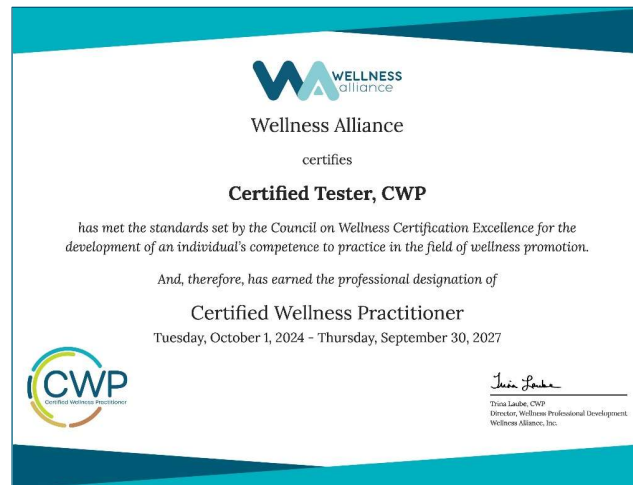 WELLNESS
alliance
Wellness Alliance
certifies
Certified Tester, CWP
has met the standards set by the Council on Wellness Certification Excellence for the
development of an individual's competence to practice in the field of wellness promotion.
And, therefore, has earned the professional designation of
Certified Wellness Practitioner
Tuesday, October 1, 2024 - Thursday, September 30, 2027
CWP
Certified Wellness Practitioner
Trina Laube
Trina Laube, CWP
Director, Wellness Professional Development
Wellness Alliance, Inc.